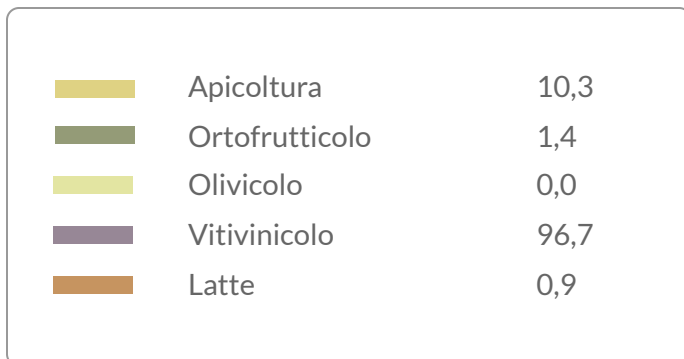 Apicoltura 10,3
Ortofrutticolo 1,4
Olivicolo 0,0
Vitivinicolo 96,7
Latte 0,9